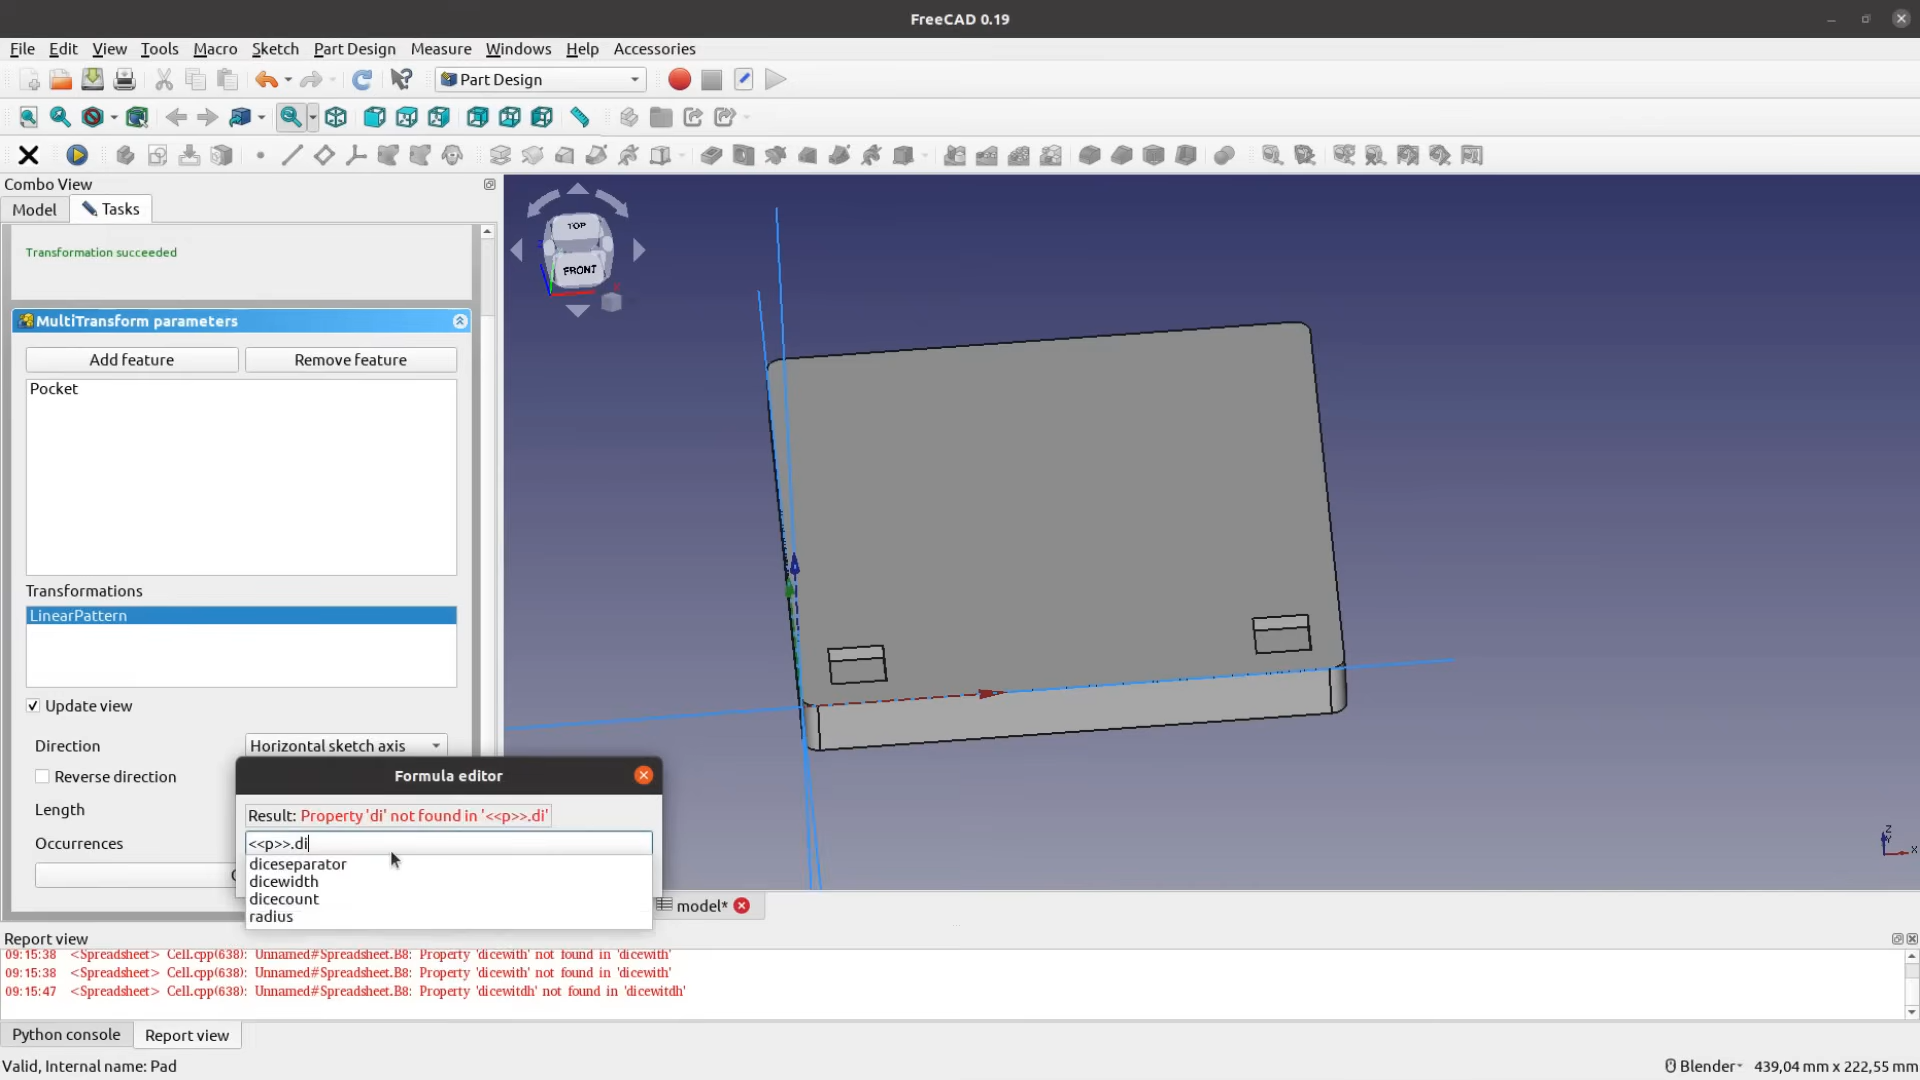 FreeCAD 0.19
File Edit View Tools Macro Sketch Part Design Measure Windows Help Accessories
Part Design
Combo View
Model Tasks
Transformation succeeded
MultiTransform parameters
Add feature Remove feature
Pocket
Transformations
LinearPattern
Update view
Direction Horizontal sketch axis
Reverse direction
Length
Occurrences
TOP
FRONT
Formula editor
Result: Property 'di' not found in '<<p>>.di'
<<p>>.di
diceseparator
dicewidth
dicecount
radius
model*
Report view
09:15:38 <Spreadsheet> Cell.cpp(638): Unnamed#Spreadsheet.B8: Property 'dicewith' not found in 'dicewith'
09:15:38 <Spreadsheet> Cell.cpp(638): Unnamed#Spreadsheet.B8: Property 'dicewith' not found in 'dicewith'
09:15:47 <Spreadsheet> Cell.cpp(638): Unnamed#Spreadsheet.B8: Property 'dicewitdh' not found in 'dicewitdh'
Python console Report view
Valid, Internal name: Pad
Blender 439,04 mm x 222,55 mm